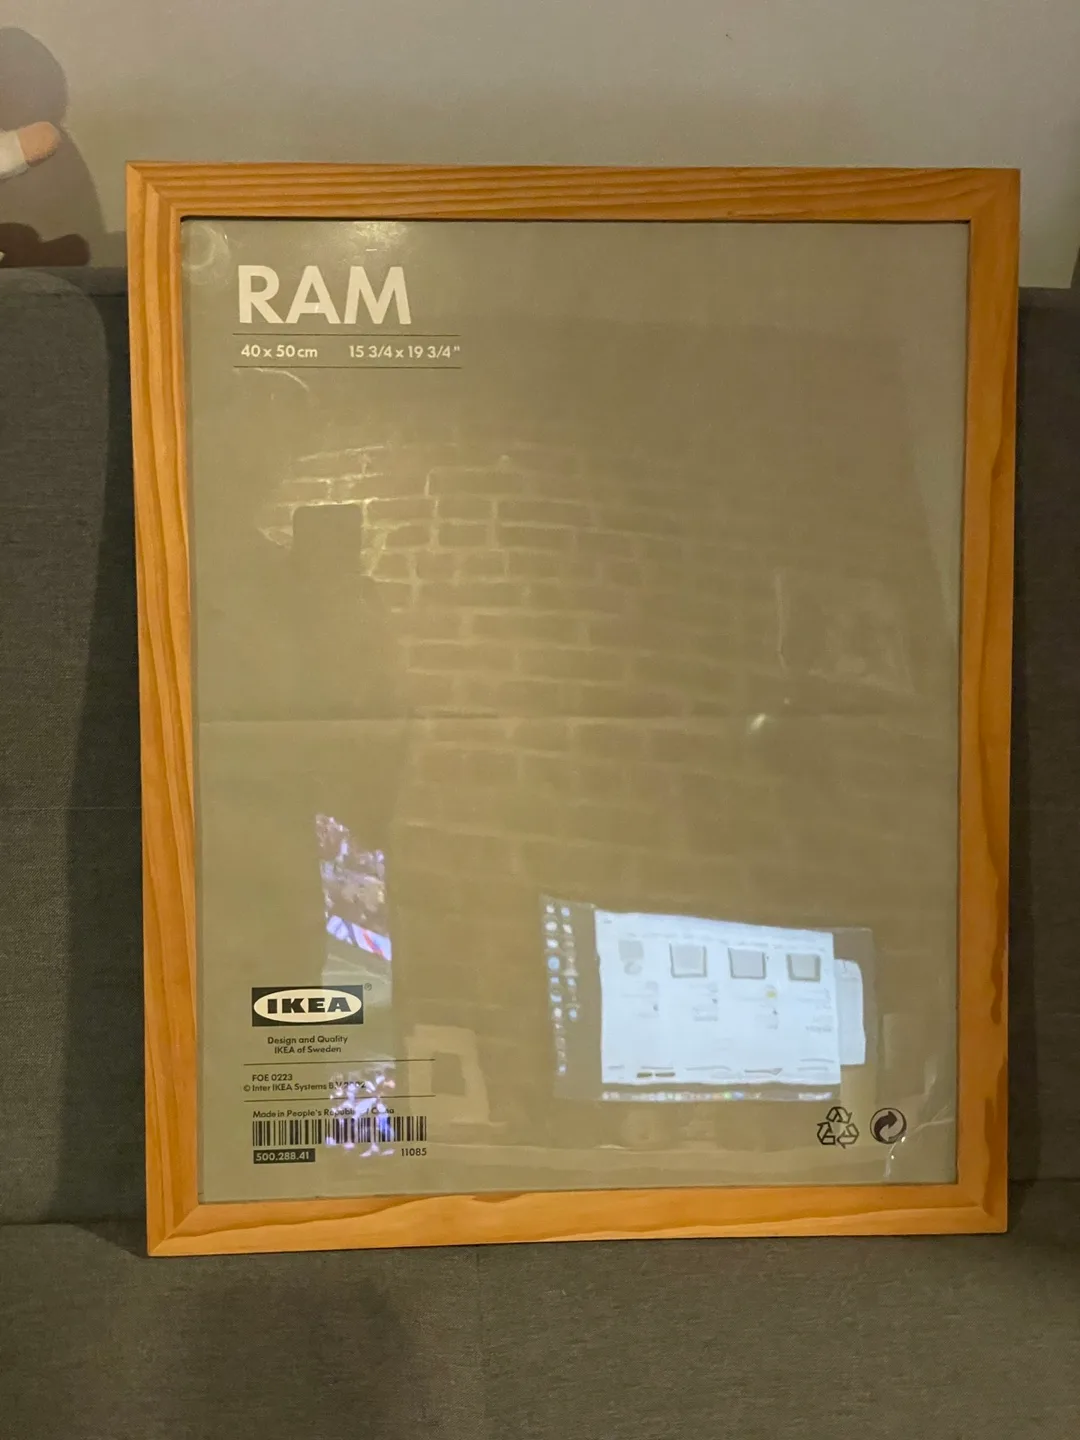 RAM
40 x 50 cm 15 3/4 x 19 3/4"
IKEA®
Design and Quality
IKEA of Sweden
FOE 0223
© Inter IKEA Systems B.V.
Made in People's Republic of China
500.288.41 11085